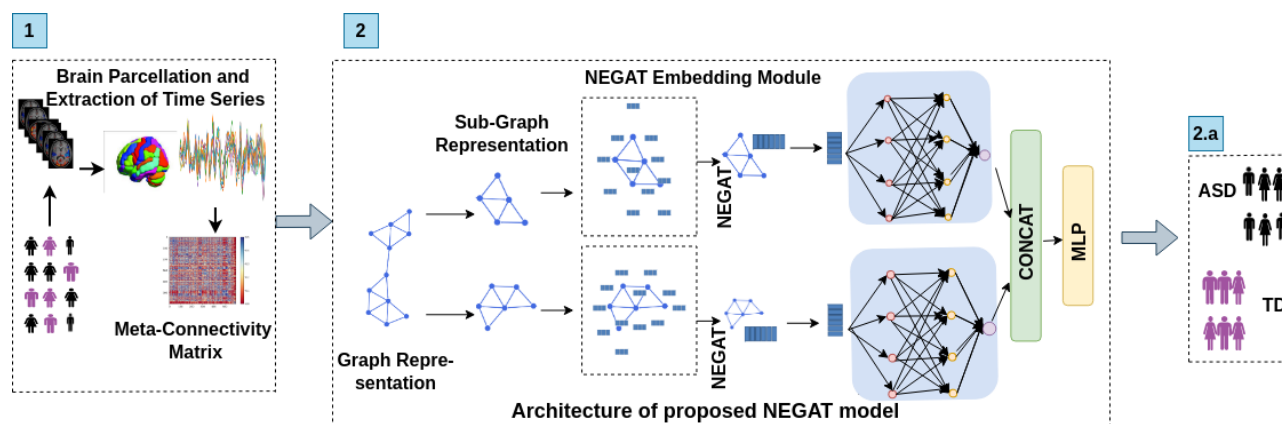 1
Brain Parcellation and
Extraction of Time Series
Meta-Connectivity
Matrix
2
NEGAT Embedding Module
Sub-Graph
Representation
Graph Repre-
sentation
NEGAT
NEGAT
CONCAT
MLP
Architecture of proposed NEGAT model
2.a
ASD
TD